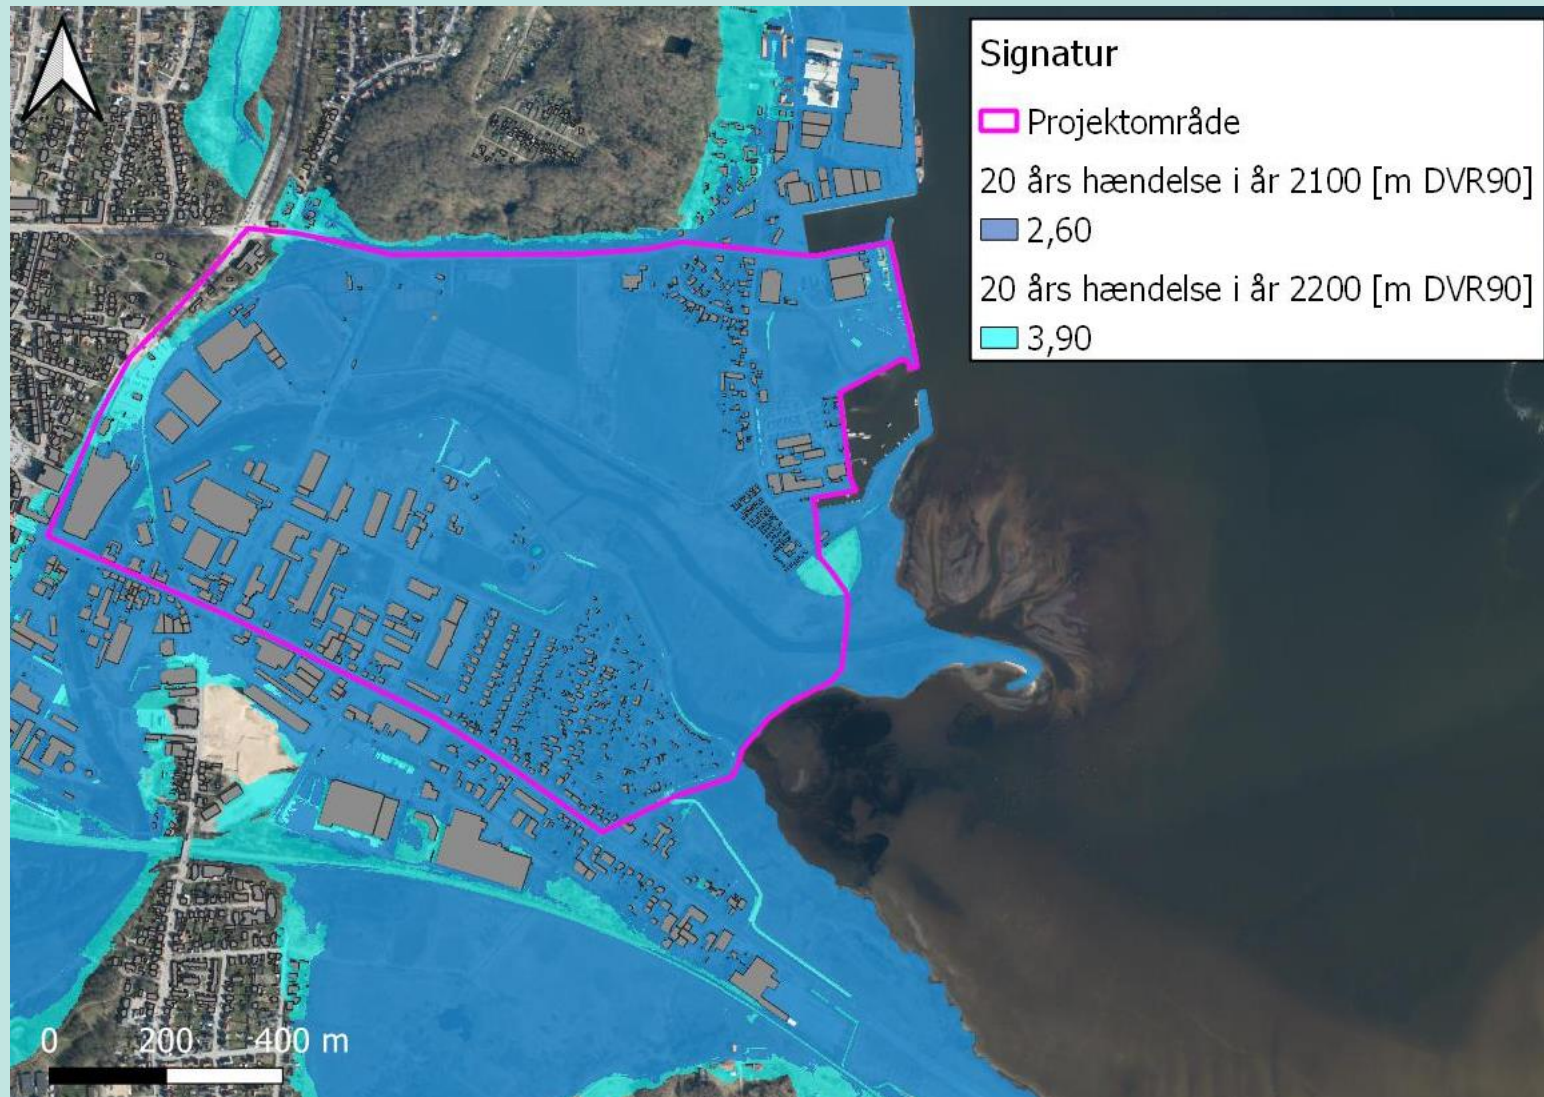 Signatur
Projektområde
20 års hændelse i år 2100 [m DVR90]
2,60
20 års hændelse i år 2200 [m DVR90]
3,90
0 200 400 m